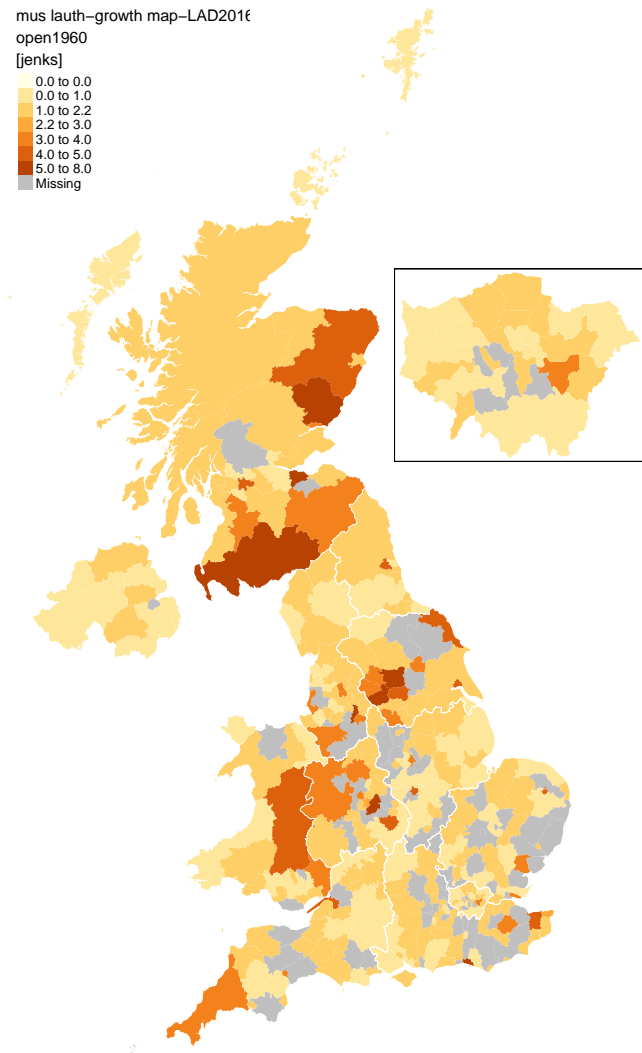 mus lauth−growth map−LAD2016
open1960
[jenks]
0.0 to 0.0
0.0 to 1.0
1.0 to 2.2
2.2 to 3.0
3.0 to 4.0
4.0 to 5.0
5.0 to 8.0
Missing